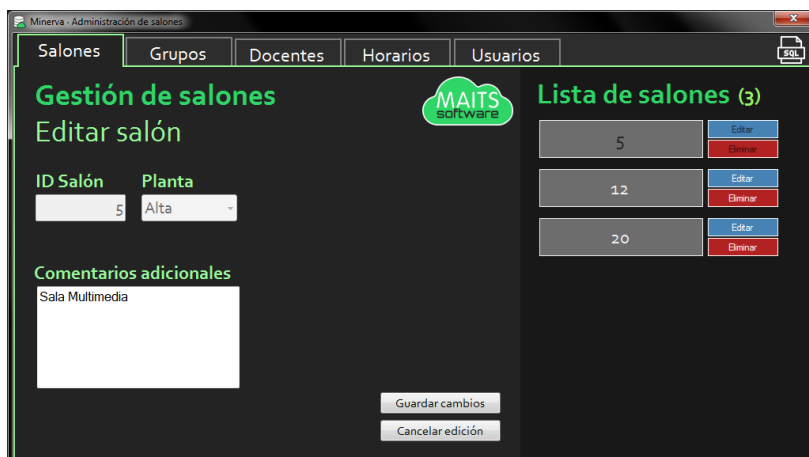 Minerva - Administración de salones
x
Salones Grupos Docentes Horarios Usuarios
SQL
Gestión de salones
Editar salón
MAITS
software
ID Salón Planta
5 Alta
Comentarios adicionales
Sala Multimedia
Guardar cambios
Cancelar edición
Lista de salones (3)
5
Editar
Eliminar
12
Editar
Eliminar
20
Editar
Eliminar